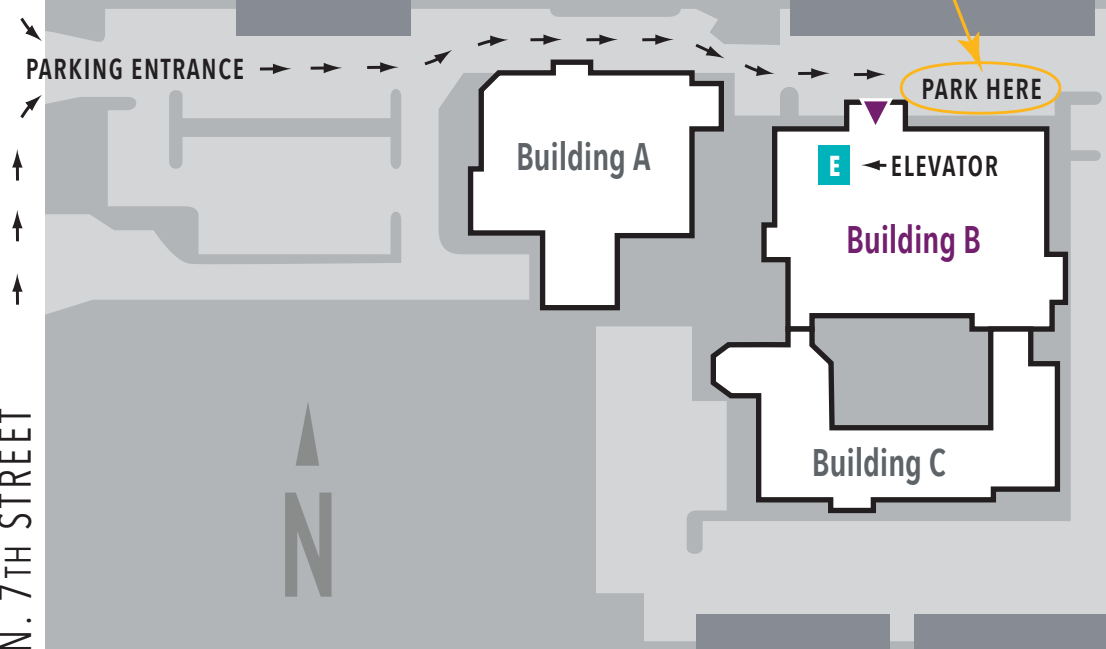 PARKING ENTRANCE
PARK HERE
Building A
E
ELEVATOR
Building B
N. 7TH STREET
N
Building C